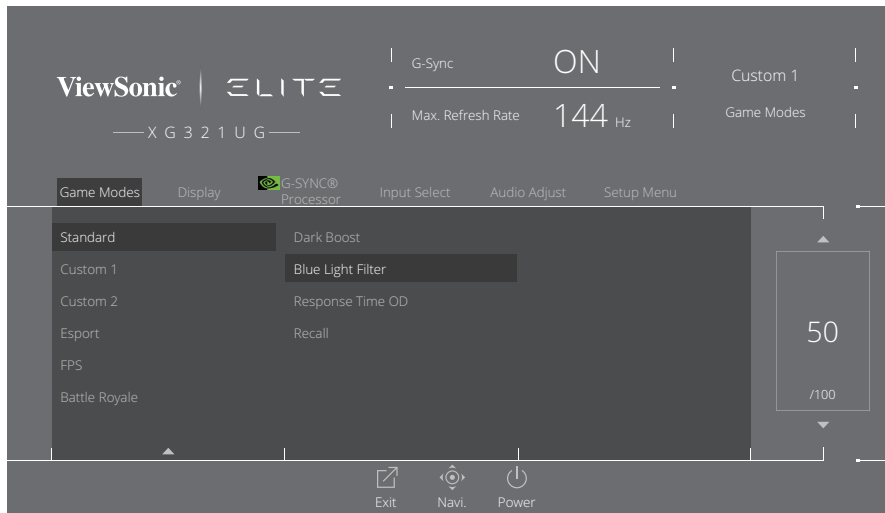 ViewSonic® ELITE
XG321UG
G-Sync ON
Max. Refresh Rate 144 Hz
Custom 1
Game Modes
Game Modes Display G-SYNC® Processor Input Select Audio Adjust Setup Menu
Standard
Custom 1
Custom 2
Esport
FPS
Battle Royale
Dark Boost
Blue Light Filter
Response Time OD
Recall
50
/100
Exit Navi. Power